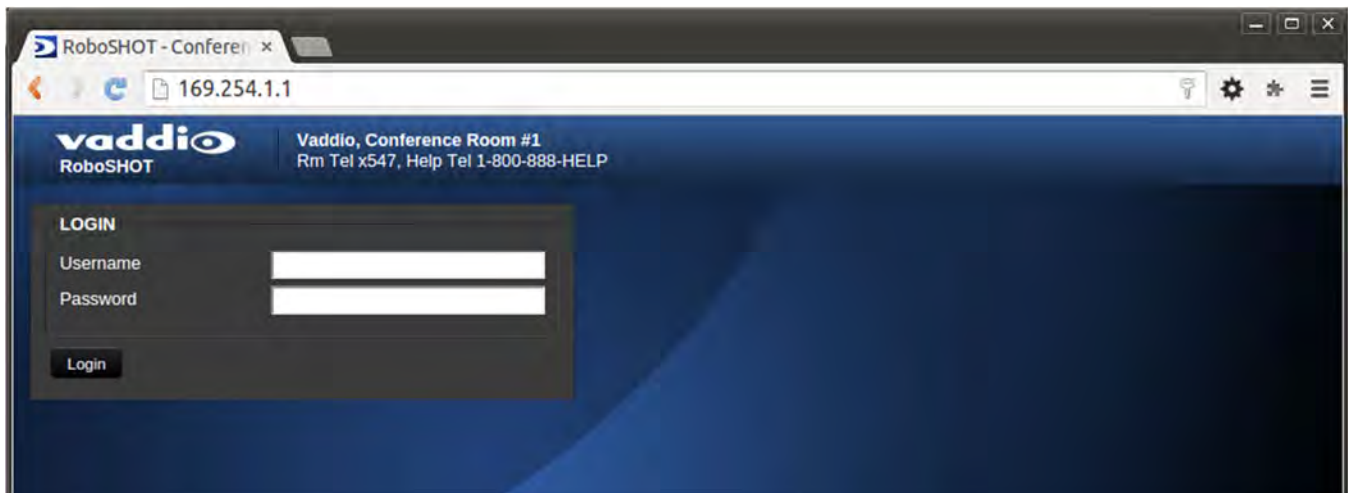 RoboSHOT - Conferen
169.254.1.1
vaddio
RoboSHOT
Vaddio, Conference Room #1
Rm Tel x547, Help Tel 1-800-888-HELP
LOGIN
Username
Password
Login